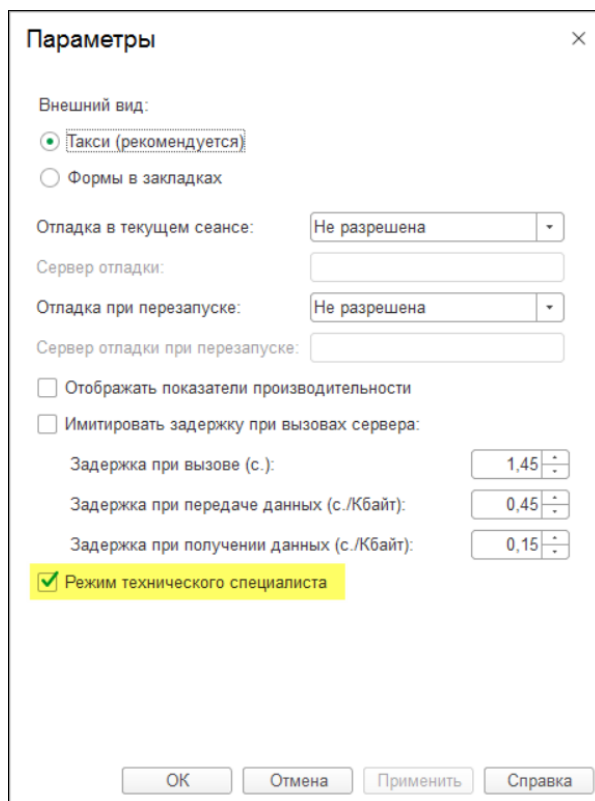 Параметры
Внешний вид:
Такси (рекомендуется)
Формы в закладках
Отладка в текущем сеансе: Не разрешена
Сервер отладки:
Отладка при перезапуске: Не разрешена
Сервер отладки при перезапуске:
Отображать показатели производительности
Имитировать задержку при вызовах сервера:
Задержка при вызове (с.): 1,45
Задержка при передаче данных (с./Кбайт): 0,45
Задержка при получении данных (с./Кбайт): 0,15
Режим технического специалиста
ОК Отмена Применить Справка